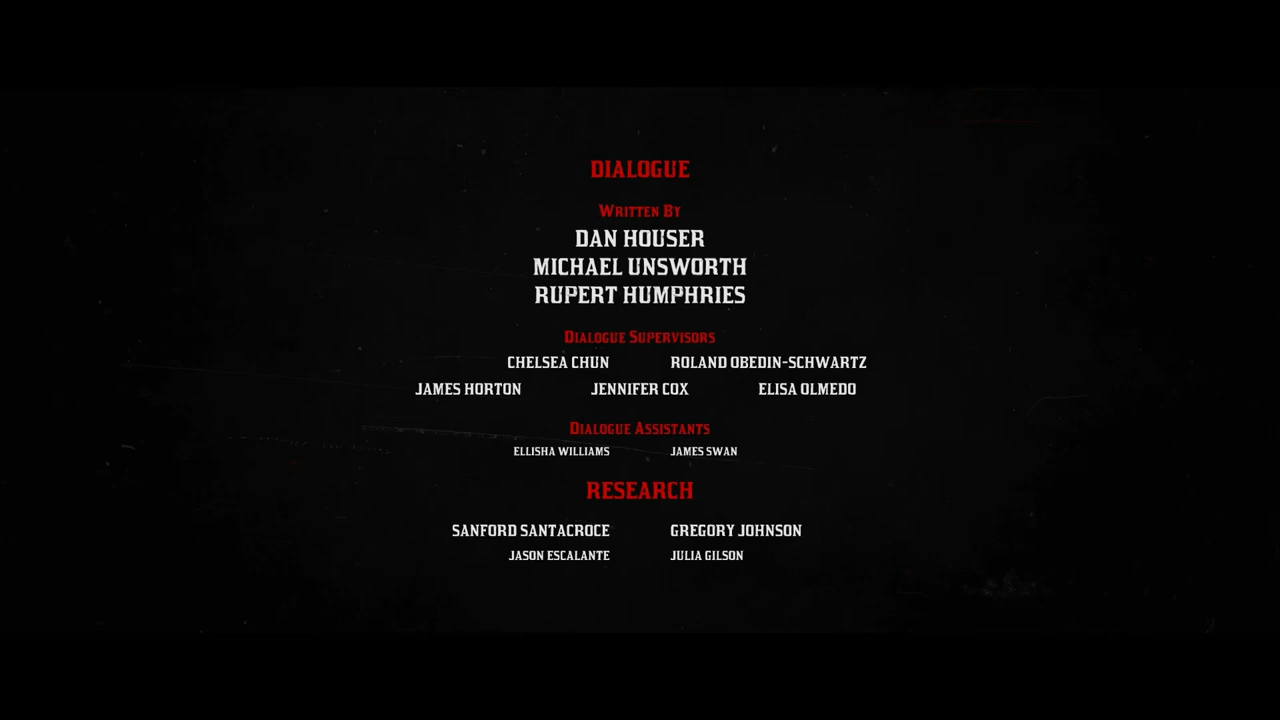 DIALOGUE
WRITTEN BY
DAN HOUSER
MICHAEL UNSWORTH
RUPERT HUMPHRIES
DIALOGUE SUPERVISORS
CHELSEA CHUN ROLAND OBEDIN-SCHWARTZ
JAMES HORTON JENNIFER COX ELISA OLMEDO
DIALOGUE ASSISTANTS
ELLISHA WILLIAMS JAMES SWAN
RESEARCH
SANFORD SANTACROCE GREGORY JOHNSON
JASON ESCALANTE JULIA GILSON